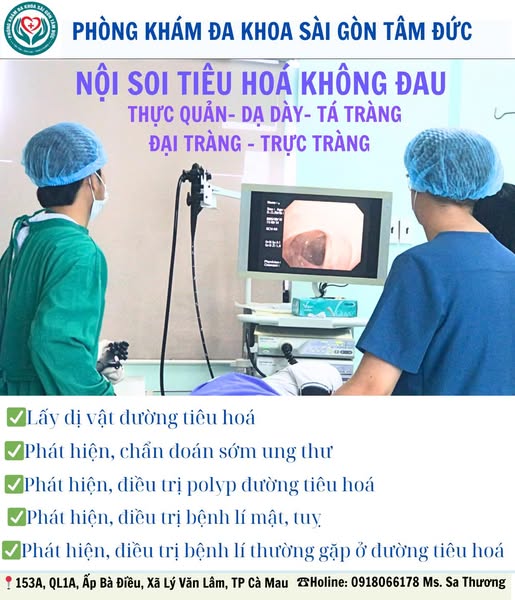 PHÒNG KHÁM ĐA KHOA SÀI GÒN TÂM ĐỨC
NỘI SOI TIÊU HOÁ KHÔNG ĐAU
THỰC QUẢN- DẠ DÀY- TÁ TRÀNG
ĐẠI TRÀNG - TRỰC TRÀNG
✅Lấy dị vật đường tiêu hoá
✅Phát hiện, chẩn đoán sớm ung thư
✅Phát hiện, điều trị polyp đường tiêu hoá
✅Phát hiện, điều trị bệnh lí mật, tuỵ
✅Phát hiện, điều trị bệnh lí thường gặp ở đường tiêu hoá
📍153A, QL1A, Ấp Bà Điều, Xã Lý Văn Lâm, TP Cà Mau ☎Holine: 0918066178 Ms. Sa Thương